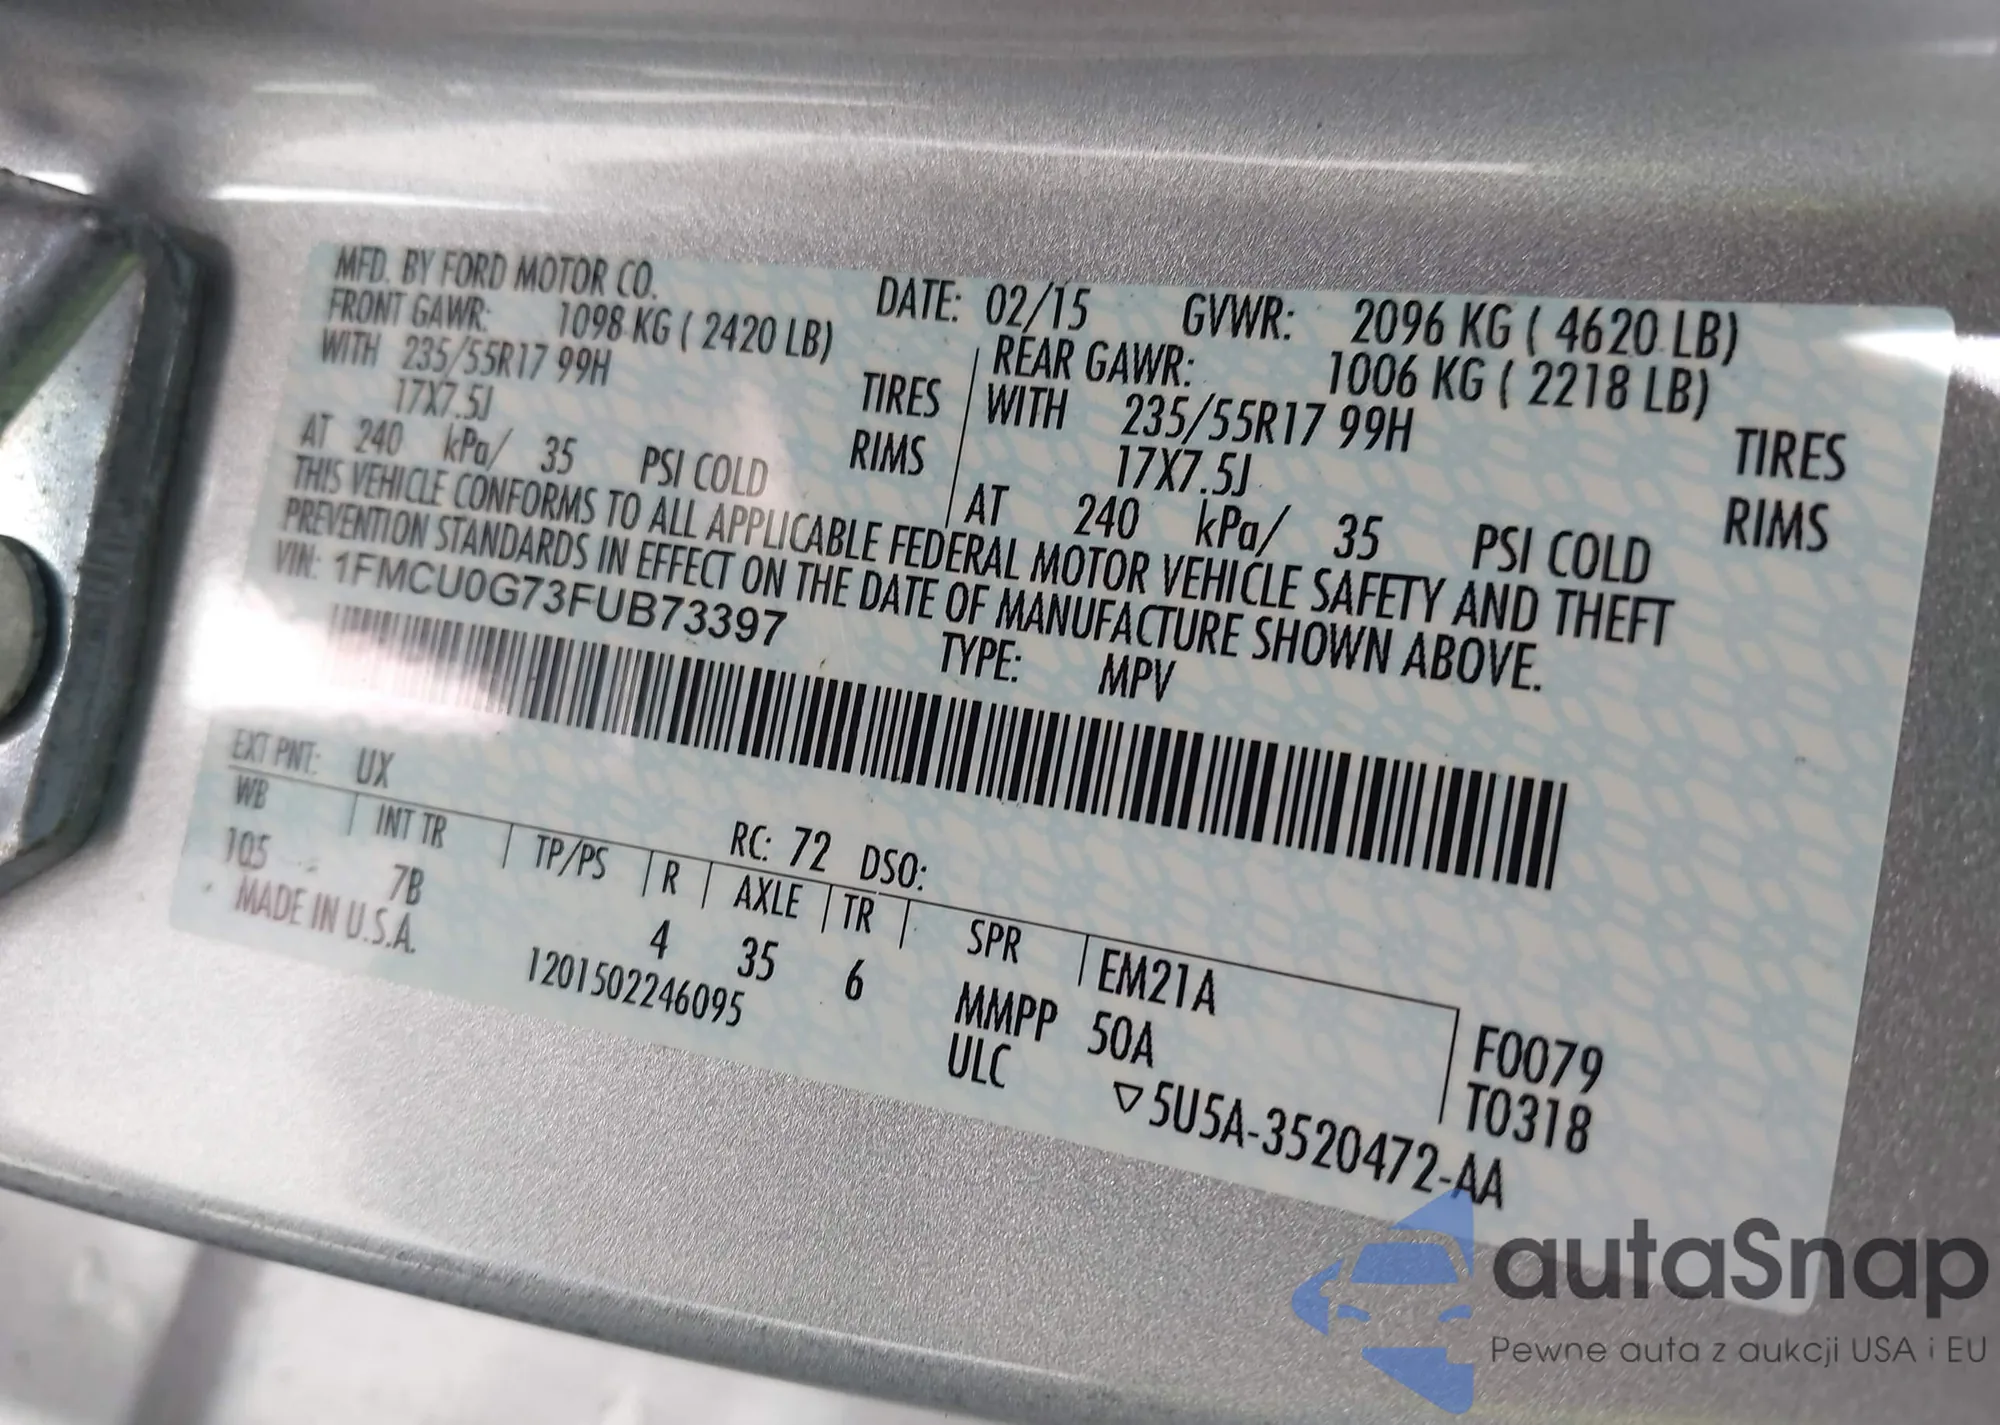 MFD. BY FORD MOTOR CO. DATE: 02/15 GVWR: 2096 KG ( 4620 LB)
FRONT GAWR: 1098 KG ( 2420 LB) REAR GAWR: 1006 KG ( 2218 LB)
WITH 235/55R17 99H TIRES WITH 235/55R17 99H TIRES
17X7.5J RIMS 17X7.5J RIMS
AT 240 kPa/ 35 PSI COLD AT 240 kPa/ 35 PSI COLD
THIS VEHICLE CONFORMS TO ALL APPLICABLE FEDERAL MOTOR VEHICLE SAFETY AND THEFT
PREVENTION STANDARDS IN EFFECT ON THE DATE OF MANUFACTURE SHOWN ABOVE.
VIN: 1FMCU0G73FUB73397 TYPE: MPV
EXT PNT: UX RC: 72 DSO:
WB INT TR TP/PS R AXLE TR SPR EM21A F0079
105 7B 4 35 6 MMPP 50A T0318
MADE IN U.S.A. 1201502246095 ULC ▽5U5A-3520472-AA
autaSnap
Pewne auta z aukcji USA i EU